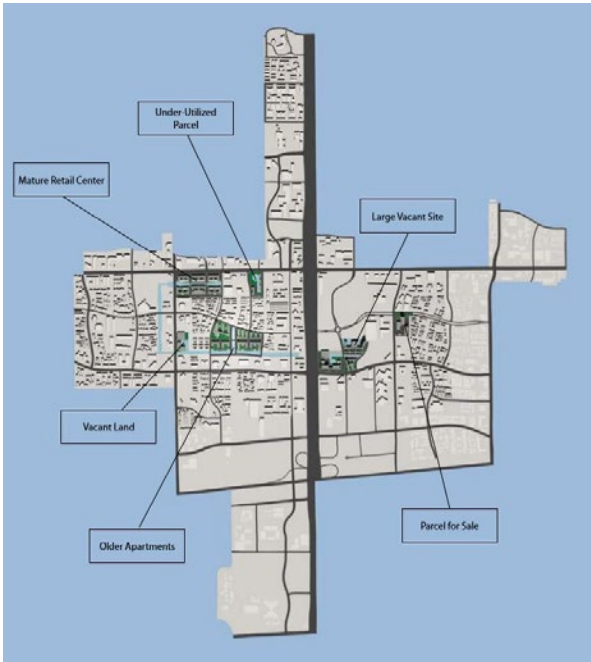 Under-Utilized
Parcel
Mature Retail Center
Large Vacant Site
Vacant Land
Older Apartments
Parcel for Sale